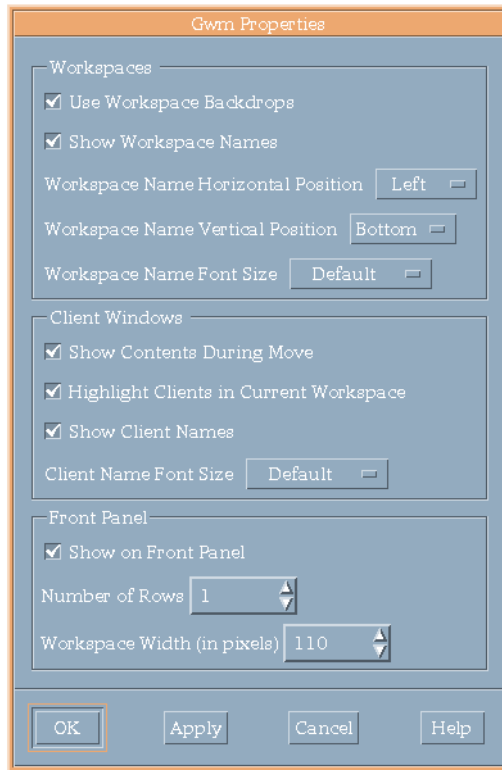 Gwm Properties
Workspaces
Use Workspace Backdrops
Show Workspace Names
Workspace Name Horizontal Position Left
Workspace Name Vertical Position Bottom
Workspace Name Font Size Default
Client Windows
Show Contents During Move
Highlight Clients in Current Workspace
Show Client Names
Client Name Font Size Default
Front Panel
Show on Front Panel
Number of Rows 1
Workspace Width (in pixels) 110
OK Apply Cancel Help